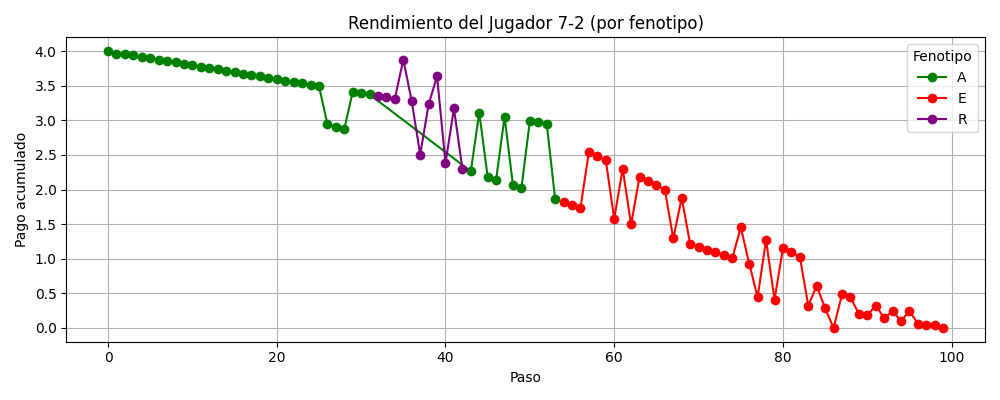 Rendimiento del Jugador 7-2 (por fenotipo)
Pago acumulado
4.0
3.5
3.0
2.5
2.0
1.5
1.0
0.5
0.0
Fenotipo
A
E
R
0 20 40 60 80 100
Paso